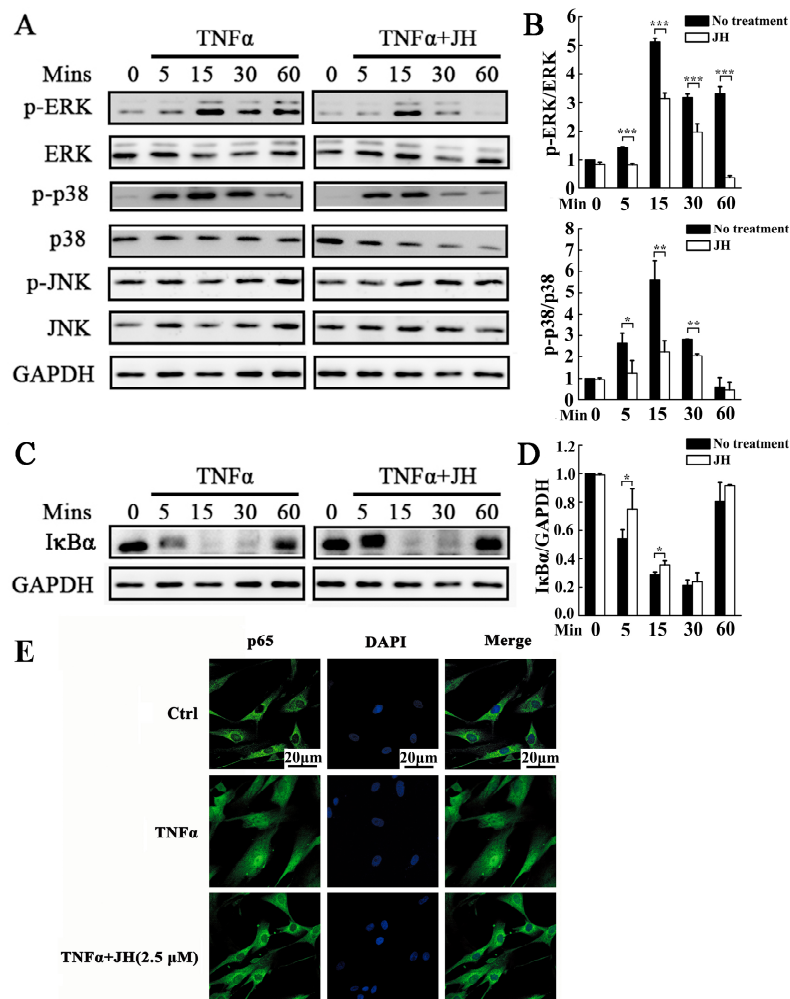 A
TNFα TNFα+JH
Mins 0 5 15 30 60 0 5 15 30 60
p-ERK
ERK
p-p38
p38
p-JNK
JNK
GAPDH
B
No treatment
JH
p-ERK/ERK
6
5
4
3
2
1
0
*** *** *** ***
Min 0 5 15 30 60
No treatment
JH
p-p38/p38
8
7
6
5
4
3
2
1
0
* ** **
Min 0 5 15 30 60
C
TNFα TNFα+JH
Mins 0 5 15 30 60 0 5 15 30 60
IκBα
GAPDH
D
No treatment
JH
IκBα/GAPDH
1.2
1.0
0.8
0.6
0.4
0.2
0.0
* *
Min 0 5 15 30 60
E
p65 DAPI Merge
Ctrl
20μm 20μm 20μm
TNFα
TNFα+JH(2.5 μM)